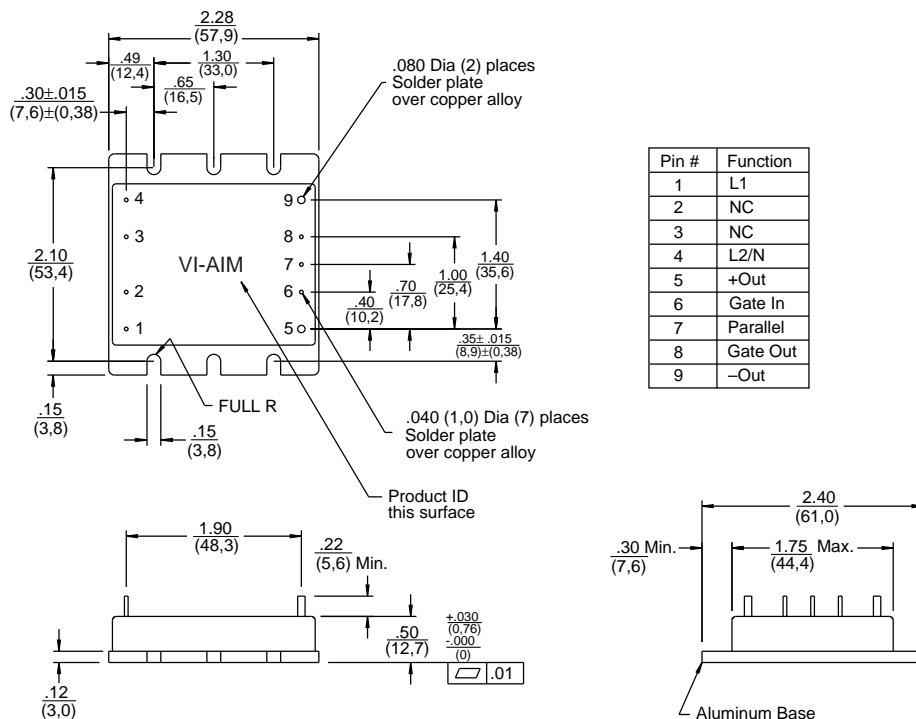 2.28
(57,9)
.49
(12,4)
1.30
(33,0)
.65
(16,5)
.30±.015
(7,6)±(0,38)
.080 Dia (2) places
Solder plate
over copper alloy
4
3
2
1
9
8
7
6
5
VI-AIM
2.10
(53,4)
.40
(10,2)
.70
(17,8)
1.00
(25,4)
1.40
(35,6)
.35± .015
(8,9)±(0,38)
.15
(3,8)
.15
(3,8)
FULL R
.040 (1,0) Dia (7) places
Solder plate
over copper alloy
Product ID
this surface
Pin # Function
1 L1
2 NC
3 NC
4 L2/N
5 +Out
6 Gate In
7 Parallel
8 Gate Out
9 –Out
1.90
(48,3)
.22
(5,6) Min.
.50
(12,7)
+.030
(0,76)
-.000
(0)
.01
.12
(3,0)
2.40
(61,0)
.30 Min.
(7,6)
1.75 Max.
(44,4)
Aluminum Base